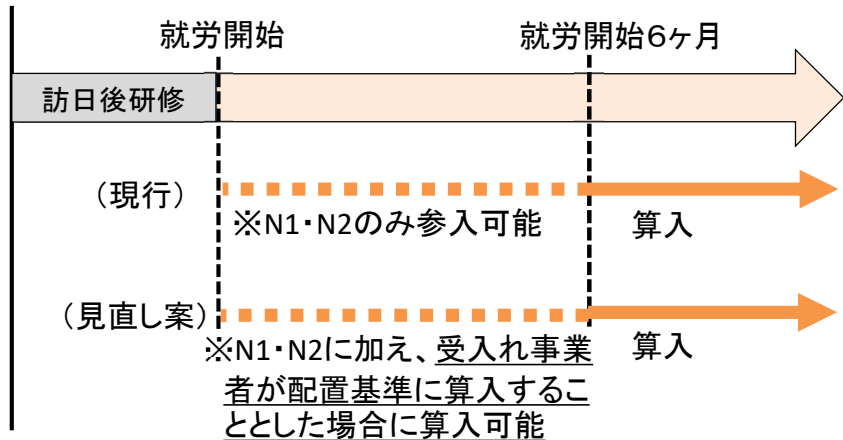 就労開始
就労開始6ヶ月
訪日後研修
（現行）
※N1・N2のみ参入可能
算入
（見直し案）
※N1・N2に加え、受入れ事業
者が配置基準に算入するこ
ととした場合に算入可能
算入